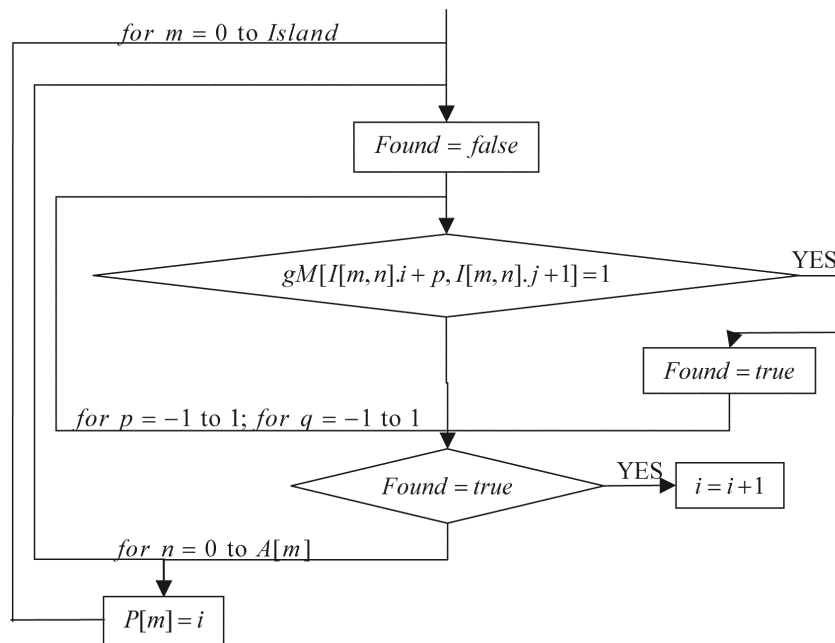 for m = 0 to Island
Found = false
gM[I[m,n].i + p, I[m,n].j + 1] = 1
YES
Found = true
for p = −1 to 1; for q = −1 to 1
Found = true
YES
i = i + 1
for n = 0 to A[m]
P[m] = i